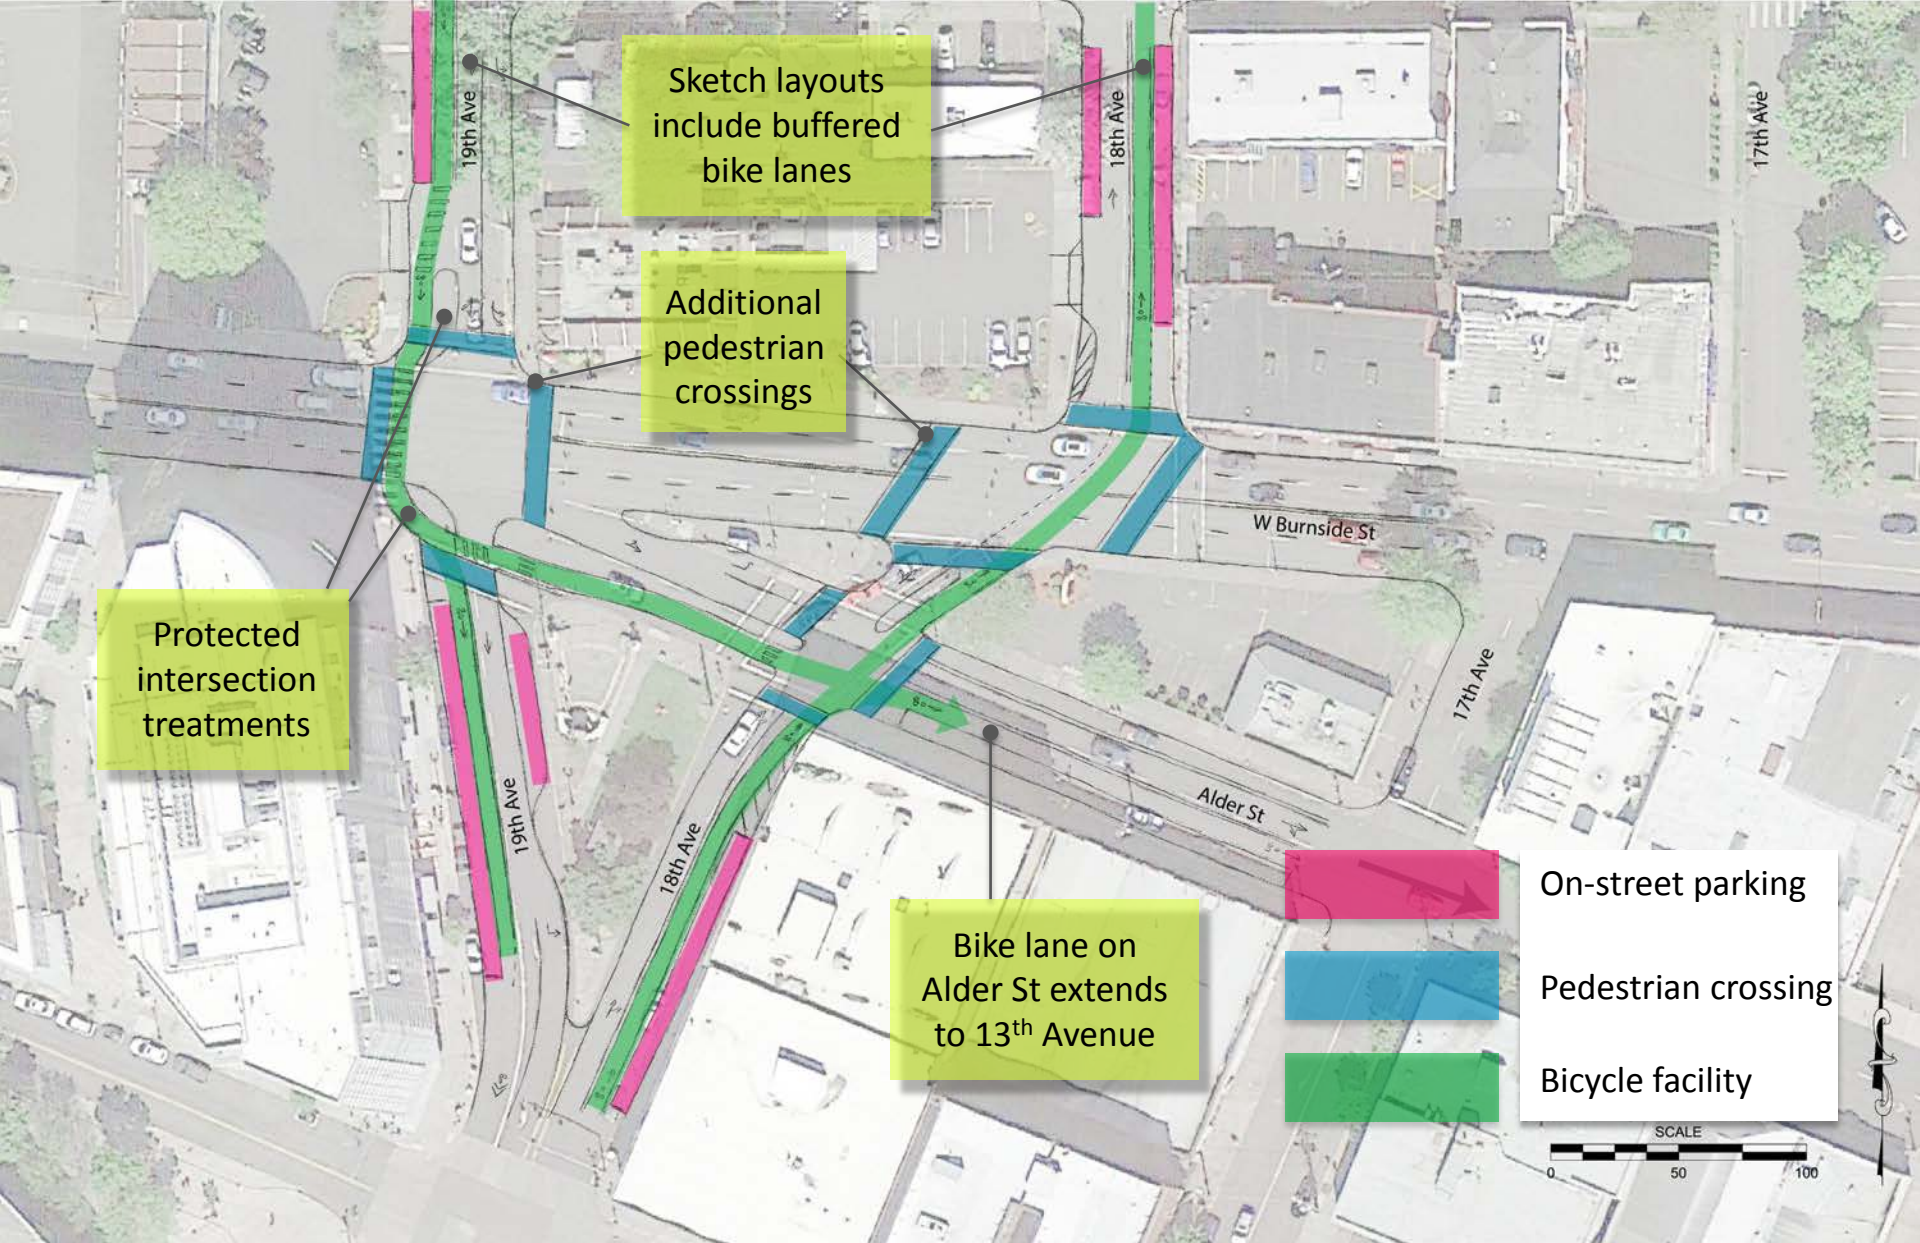 19th Ave
Sketch layouts
include buffered
bike lanes
18th Ave
17th Ave
Additional
pedestrian
crossings
W Burnside St
Protected
intersection
treatments
17th Ave
19th Ave
18th Ave
Alder St
Bike lane on
Alder St extends
to 13th Avenue
On-street parking
Pedestrian crossing
Bicycle facility
SCALE
0 50 100